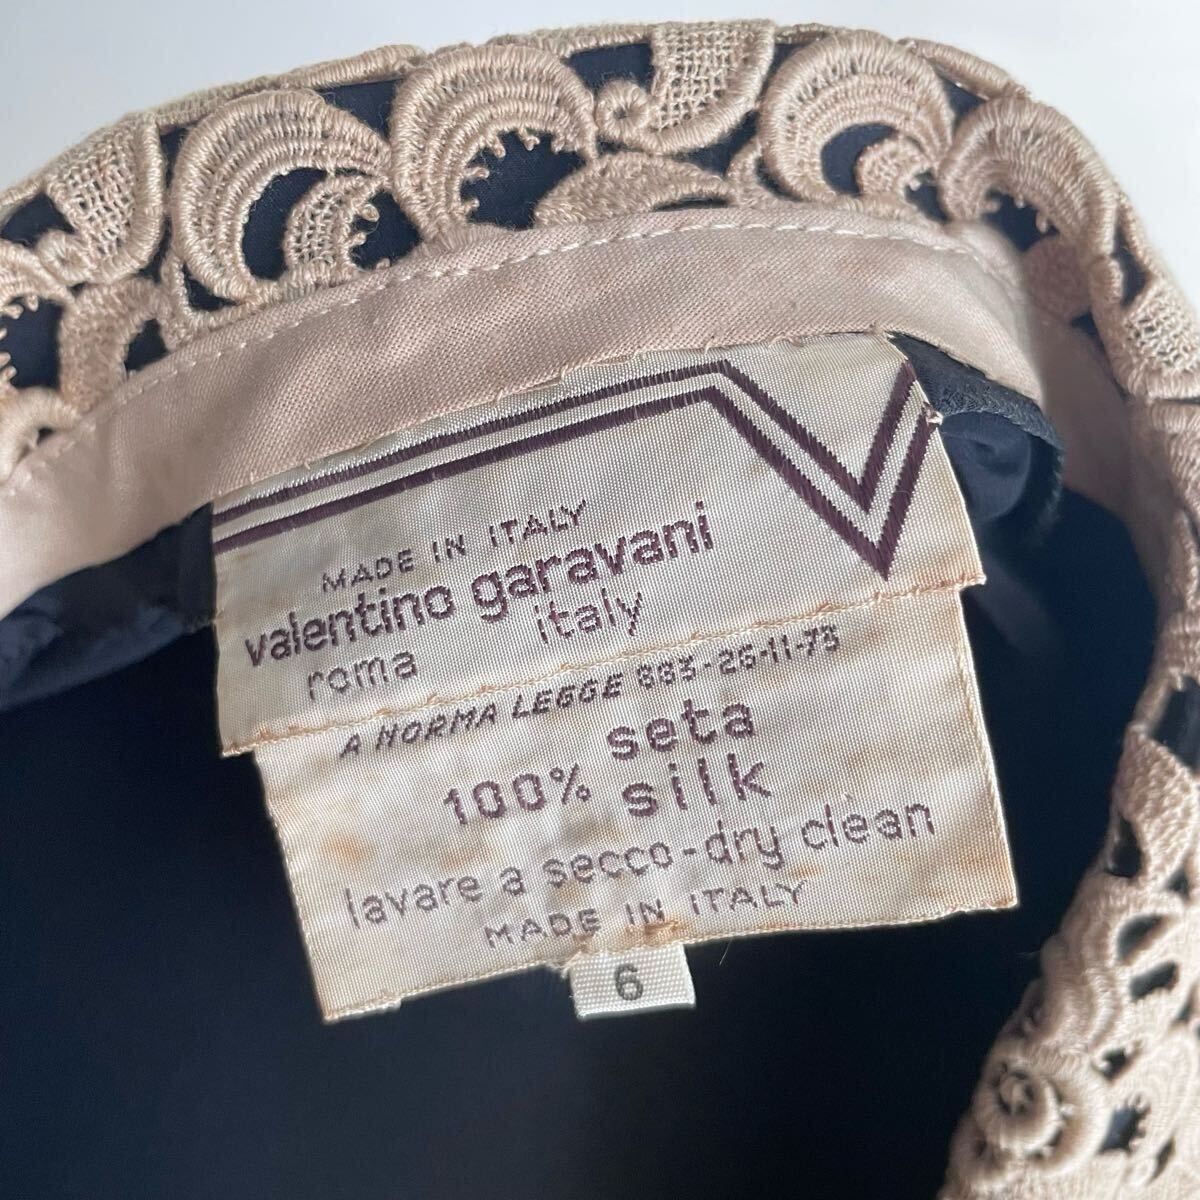 MADE IN ITALY
valentino garavani
roma italy
A NORMA LEGGE 883-26-11-73
100% seta
silk
lavare a secco-dry clean
MADE IN ITALY
6